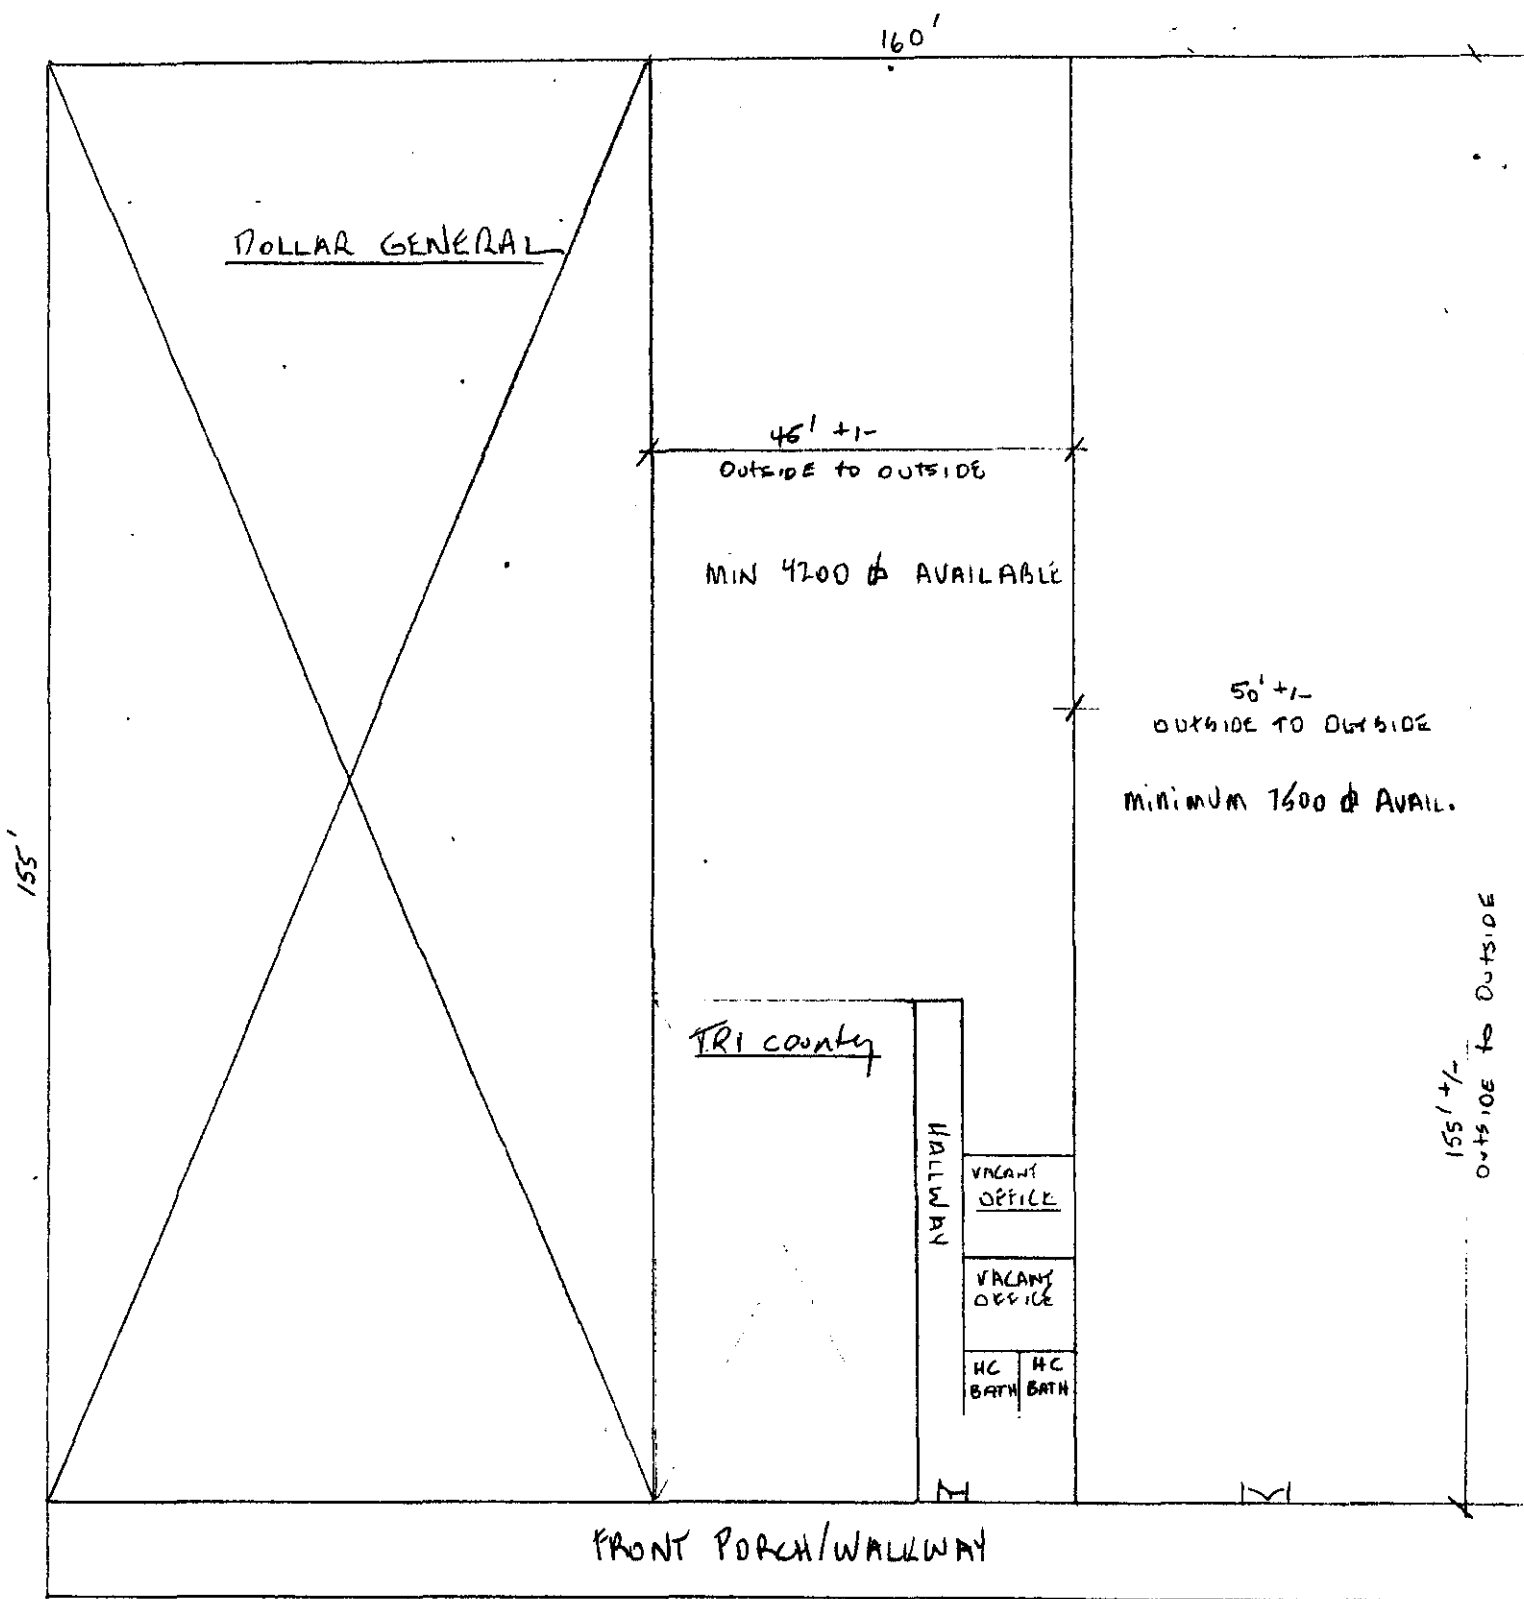 160'
DOLLAR GENERAL
45' +/-
OUTSIDE to OUTSIDE
MIN 4200 ⏍ AVAILABLE
50' +/-
OUTSIDE TO OUTSIDE
minimum 7500 ⏍ AVAIL.
155'
155' +/-
OUTSIDE to OUTSIDE
TRI county
HALLWAY
VACANT
OFFICE
VACANT
OFFICE
HC
BATH
HC
BATH
FRONT PORCH/WALKWAY